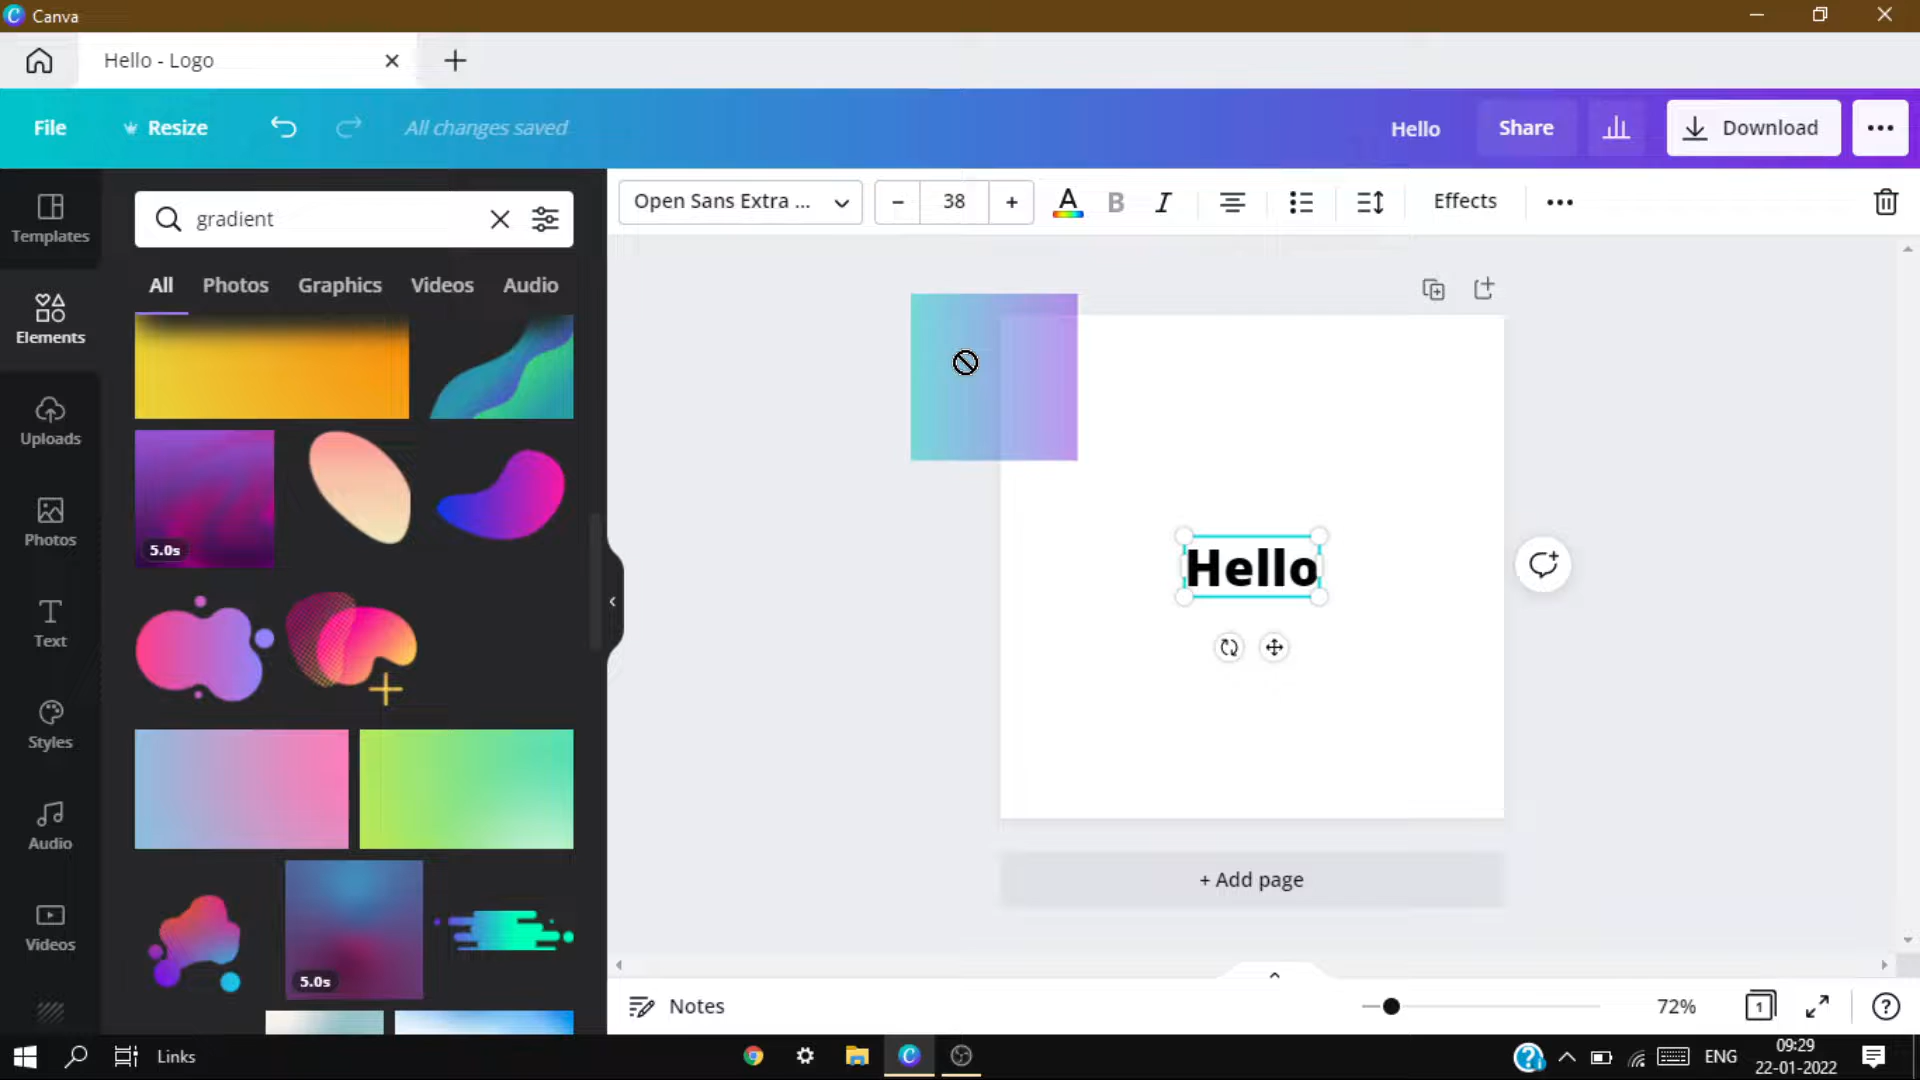 Canva
Hello - Logo
File
Resize
All changes saved
Hello
Share
Download
Templates
Elements
Uploads
Photos
Text
Styles
Audio
Videos
gradient
All
Photos
Graphics
Videos
Audio
5.0s
5.0s
Open Sans Extra ...
38
A
B
I
Effects
Hello
+ Add page
Notes
72%
1
Links
ENG
09:29
22-01-2022